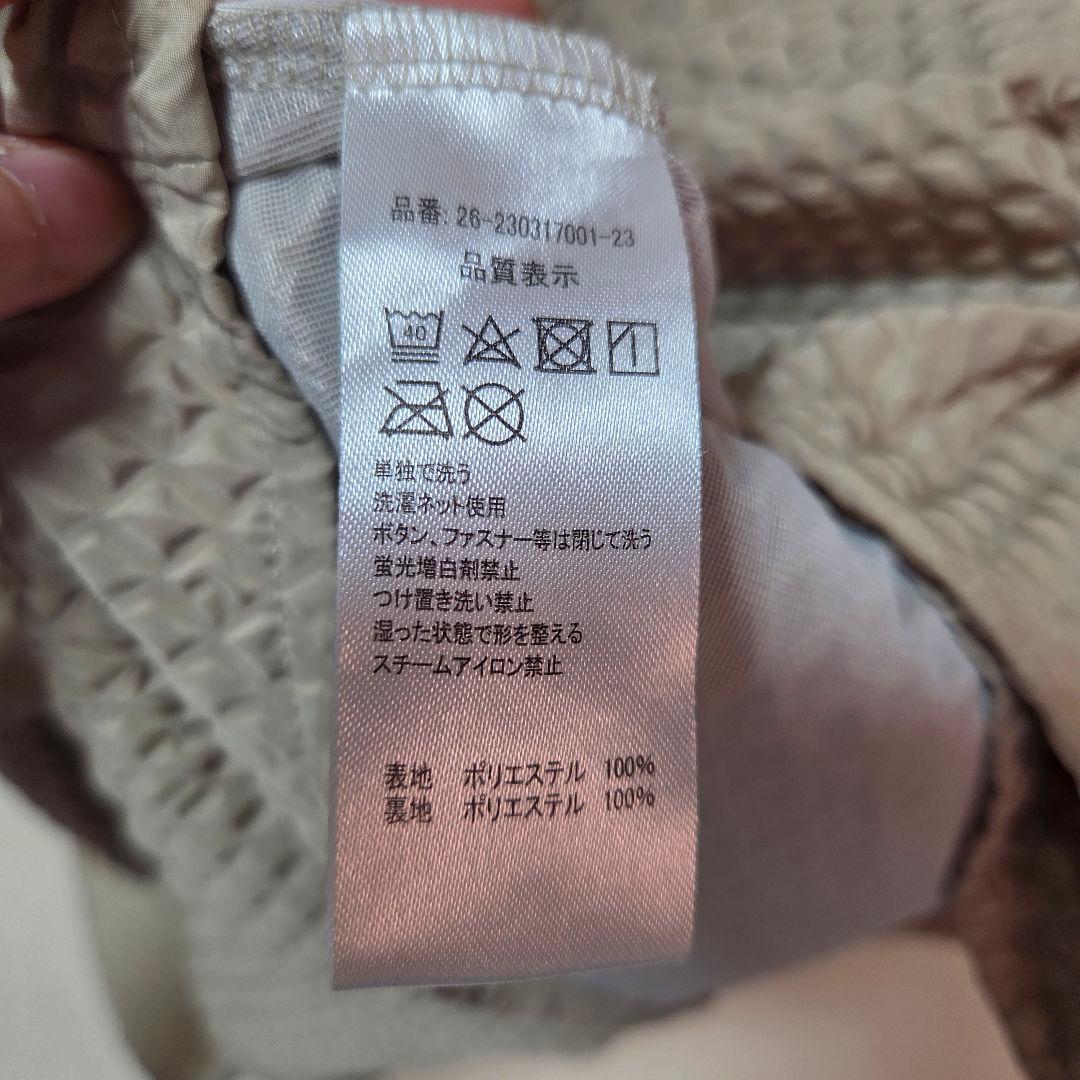 品番: 26-230317001-23
品質表示
40
単独で洗う
洗濯ネット使用
ボタン、ファスナー等は閉じて洗う
蛍光増白剤禁止
つけ置き洗い禁止
湿った状態で形を整える
スチームアイロン禁止
表地 ポリエステル 100%
裏地 ポリエステル 100%